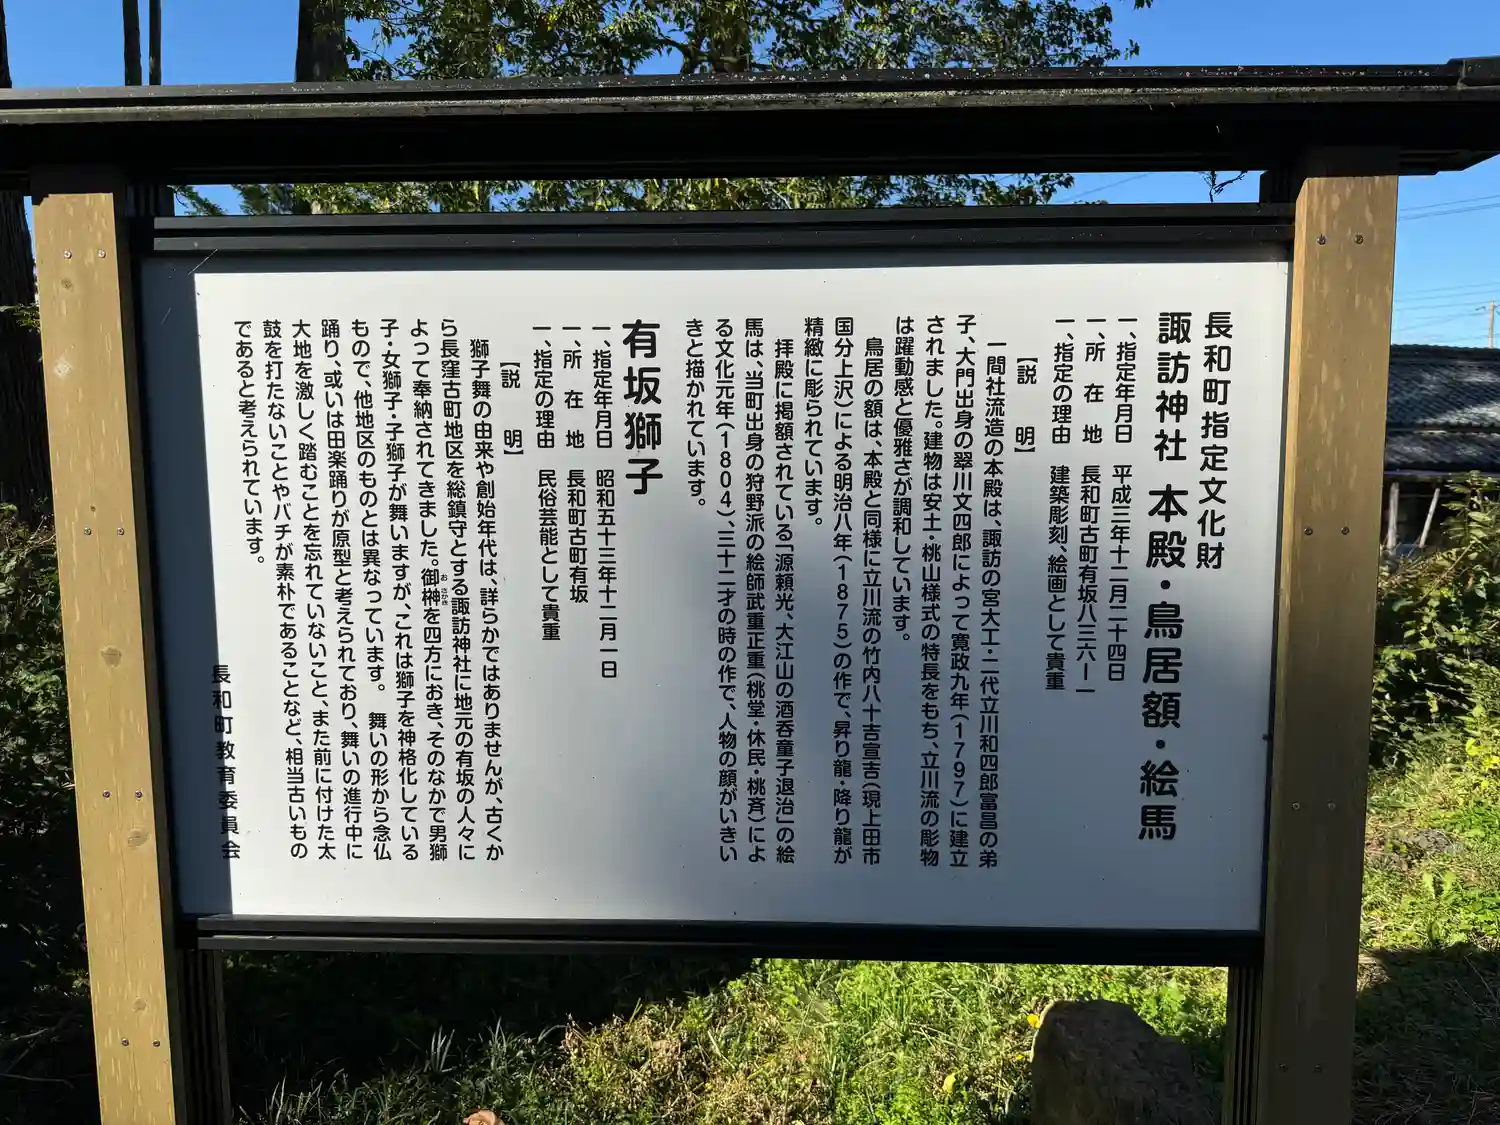 長和町指定文化財
諏訪神社 本殿・鳥居額・絵馬
一、指定年月日　平成三年十二月二十四日
一、所　在　地　長和町古町有坂八三六ー一
一、指定の理由　建築彫刻、絵画として貴重
【説　　明】
一間社流造の本殿は、諏訪の宮大工・二代立川和四郎富昌の弟
子、大門出身の翠川文四郎によって寛政九年(1797)に建立
されました。建物は安土・桃山様式の特長をもち、立川流の彫物
は躍動感と優雅さが調和しています。
鳥居の額は、本殿と同様に立川流の竹内八十吉宣吉(現上田市
国分上沢)による明治八年(1875)の作で、昇り龍・降り龍が
精緻に彫られています。
拝殿に掲額されている「源頼光、大江山の酒呑童子退治」の絵
馬は、当町出身の狩野派の絵師武重正重(桃堂・休民・桃斉)によ
る文化元年(1804)、三十二才の時の作で、人物の顔がいきい
きと描かれています。
有坂獅子
一、指定年月日　昭和五十三年十二月一日
一、所　在　地　長和町古町有坂
一、指定の理由　民俗芸能として貴重
【説　　明】
獅子舞の由来や創始年代は、詳らかではありませんが、古くか
ら長窪古町地区を総鎮守とする諏訪神社に地元の有坂の人々に
よって奉納されてきました。御榊（おさかき）を四方におき、そのなかで男獅
子・女獅子・子獅子が舞いますが、これは獅子を神格化している
もので、他地区のものとは異なっています。　舞いの形から念仏
踊り、或いは田楽踊りが原型と考えられており、舞いの進行中に
大地を激しく踏むことを忘れていないこと、また前に付けた太
鼓を打たないことやバチが素朴であることなど、相当古いもの
であると考えられています。
長和町教育委員会